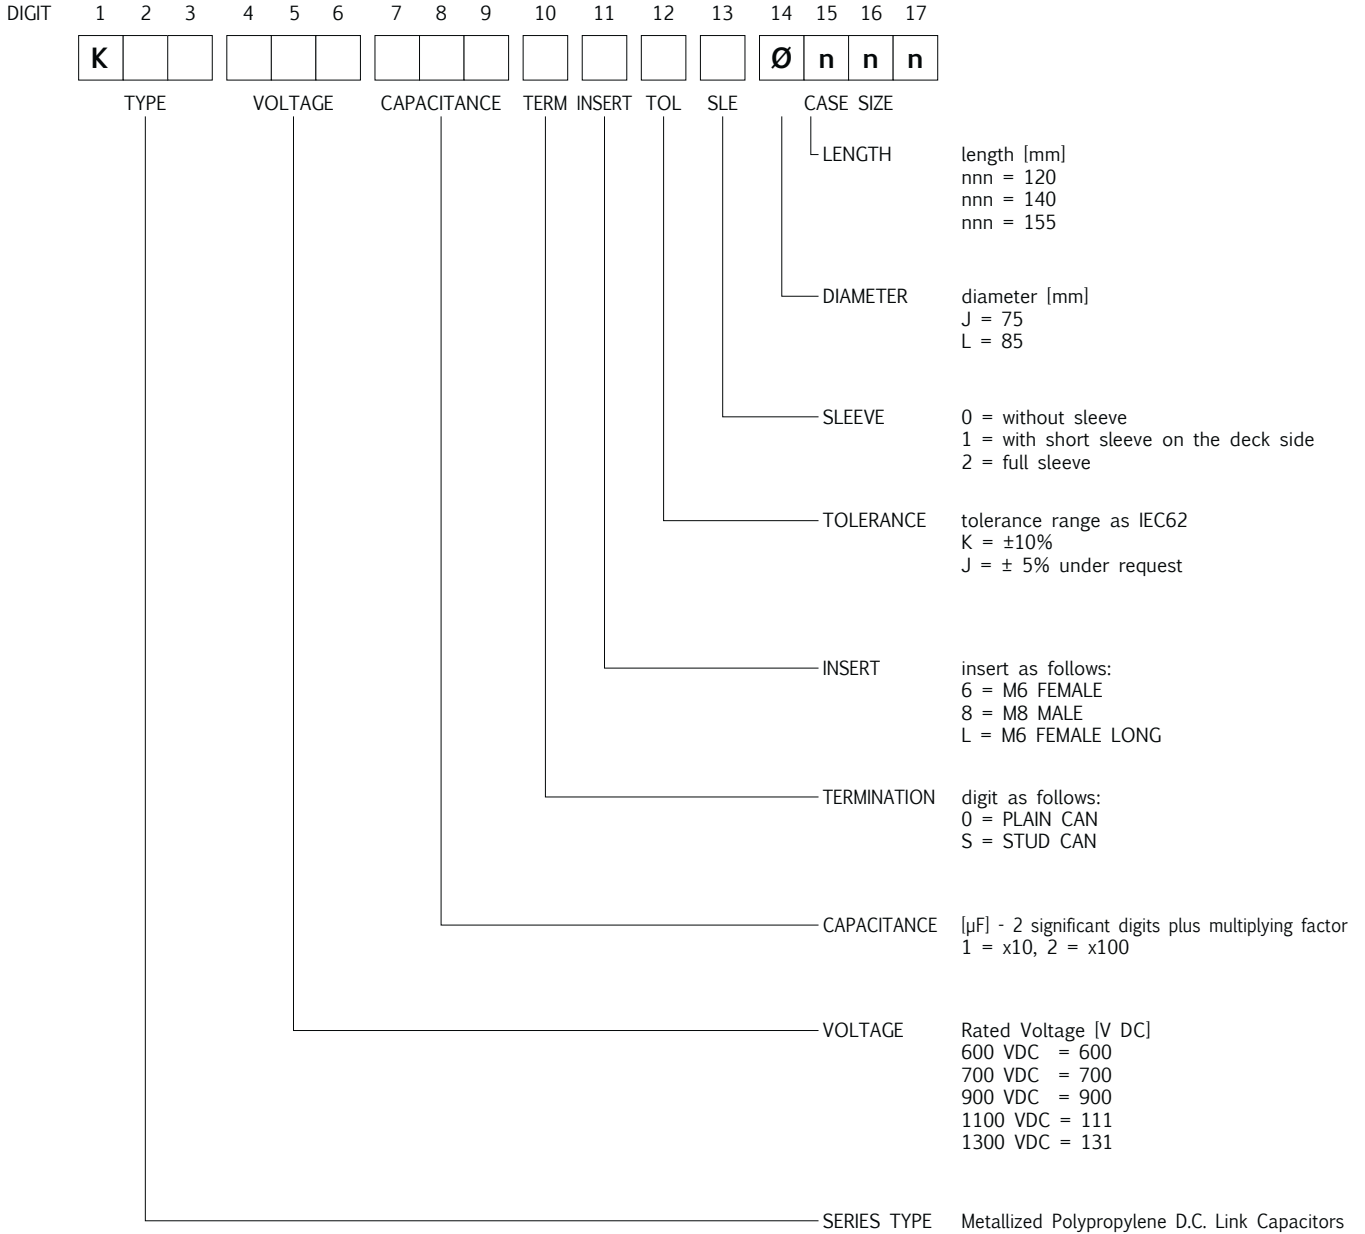 DIGIT 1 2 3 4 5 6 7 8 9 10 11 12 13 14 15 16 17
K Ø n n n
TYPE VOLTAGE CAPACITANCE TERM INSERT TOL SLE CASE SIZE
LENGTH length [mm]
nnn = 120
nnn = 140
nnn = 155
DIAMETER diameter [mm]
J = 75
L = 85
SLEEVE 0 = without sleeve
1 = with short sleeve on the deck side
2 = full sleeve
TOLERANCE tolerance range as IEC62
K = ±10%
J = ± 5% under request
INSERT insert as follows:
6 = M6 FEMALE
8 = M8 MALE
L = M6 FEMALE LONG
TERMINATION digit as follows:
0 = PLAIN CAN
S = STUD CAN
CAPACITANCE [µF] - 2 significant digits plus multiplying factor
1 = x10, 2 = x100
VOLTAGE Rated Voltage [V DC]
600 VDC = 600
700 VDC = 700
900 VDC = 900
1100 VDC = 111
1300 VDC = 131
SERIES TYPE Metallized Polypropylene D.C. Link Capacitors